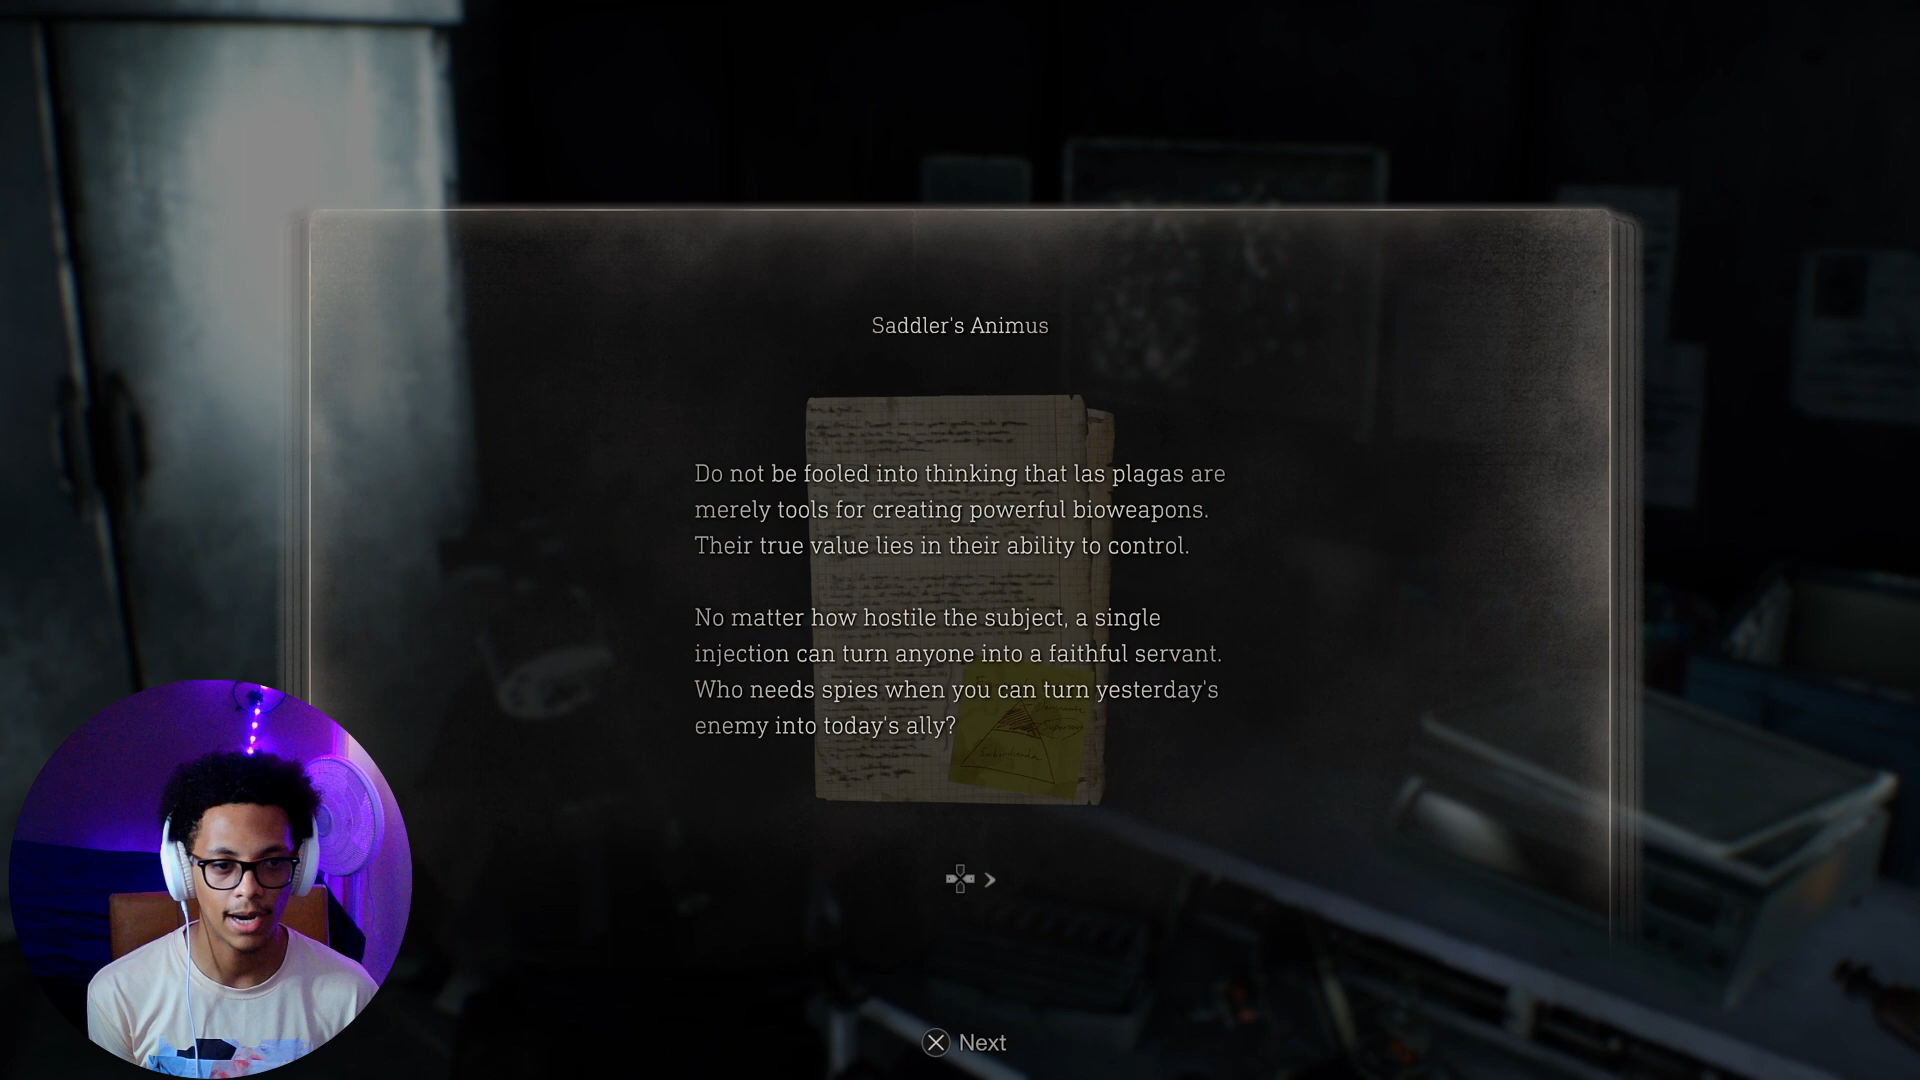 Saddler's Animus
Do not be fooled into thinking that las plagas are
merely tools for creating powerful bioweapons.
Their true value lies in their ability to control.
No matter how hostile the subject, a single
injection can turn anyone into a faithful servant.
Who needs spies when you can turn yesterday's
enemy into today's ally?
Next